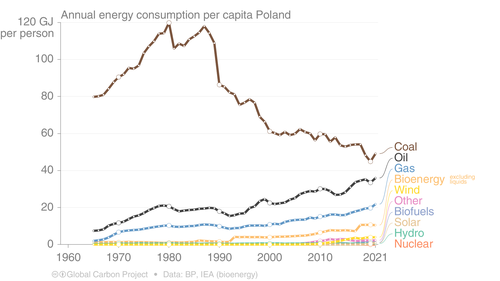 Annual energy consumption per capita Poland
120 GJ
per person
100
80
60
40
20
0
1960
1970
1980
1990
2000
2010
2021
Coal
Oil
Gas
Bioenergy excluding liquids
Wind
Other
Biofuels
Solar
Hydro
Nuclear
Global Carbon Project • Data: BP, IEA (bioenergy)